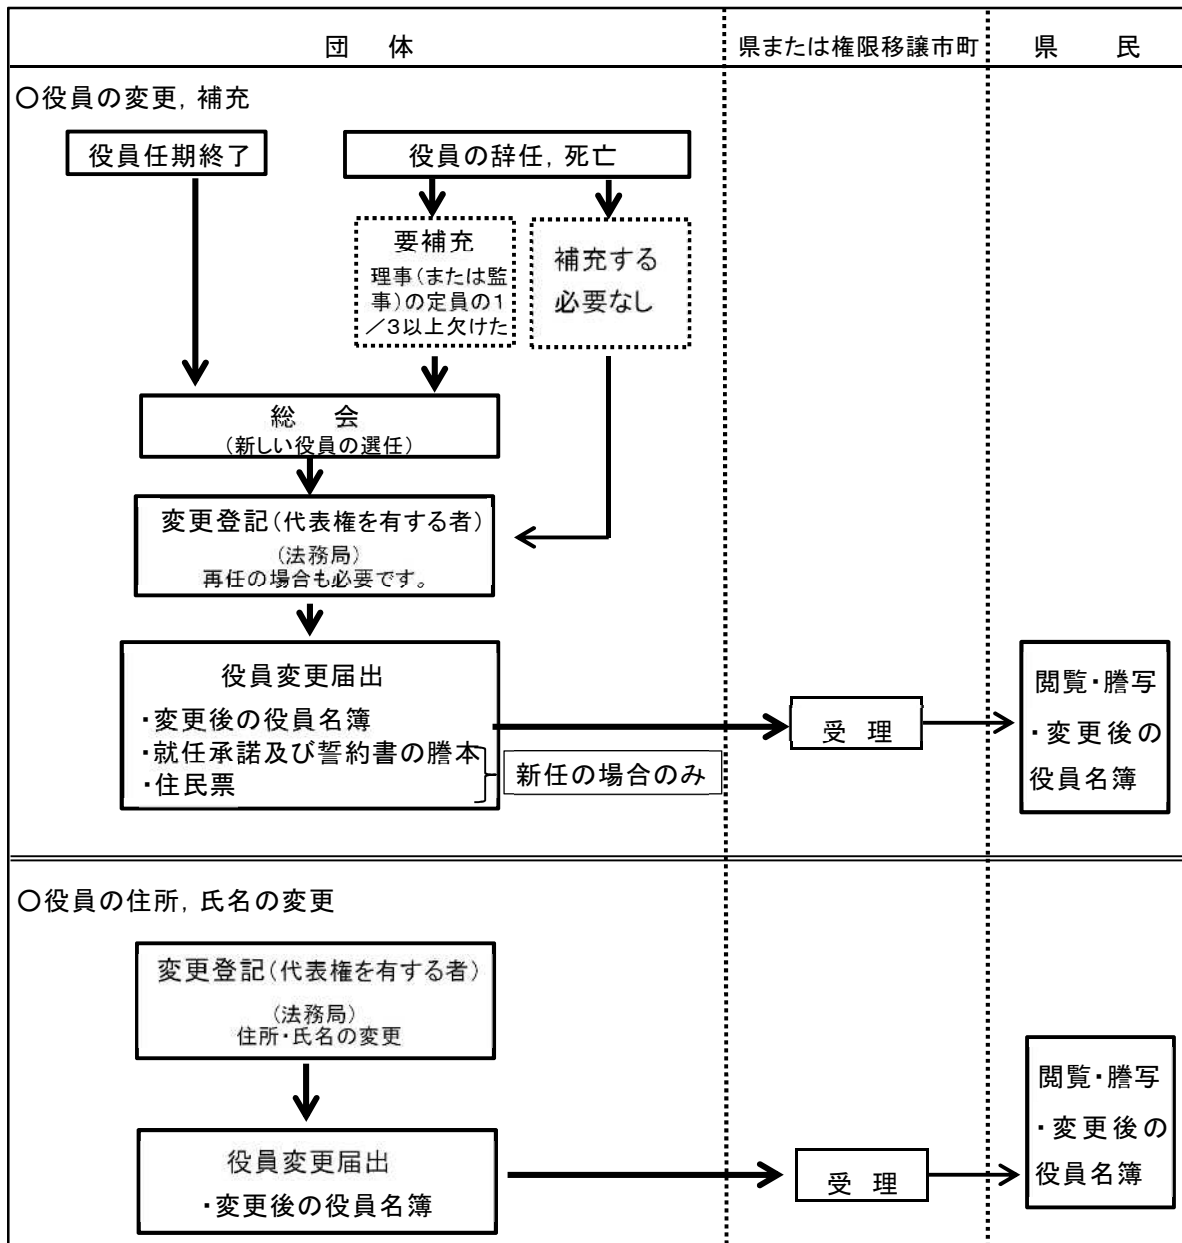 団　体
県または権限移譲市町
県　民
○役員の変更，補充
役員任期終了
役員の辞任，死亡
要補充
理事（または監
事）の定員の１
／３以上欠けた
補充する
必要なし
総　会
（新しい役員の選任）
変更登記（代表権を有する者）
（法務局）
再任の場合も必要です。
役員変更届出
・変更後の役員名簿
・就任承諾及び誓約書の謄本
・住民票
新任の場合のみ
受　理
閲覧・謄写
・変更後の
役員名簿
○役員の住所，氏名の変更
変更登記（代表権を有する者）
（法務局）
住所・氏名の変更
役員変更届出
・変更後の役員名簿
受　理
閲覧・謄写
・変更後の
役員名簿